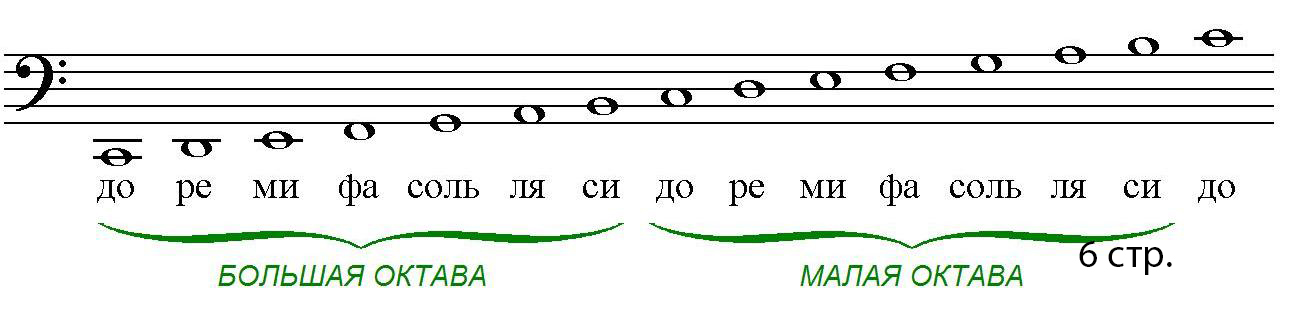 до ре ми фа соль ля си до ре ми фа соль ля си до
БОЛЬШАЯ ОКТАВА МАЛАЯ ОКТАВА
6 стр.